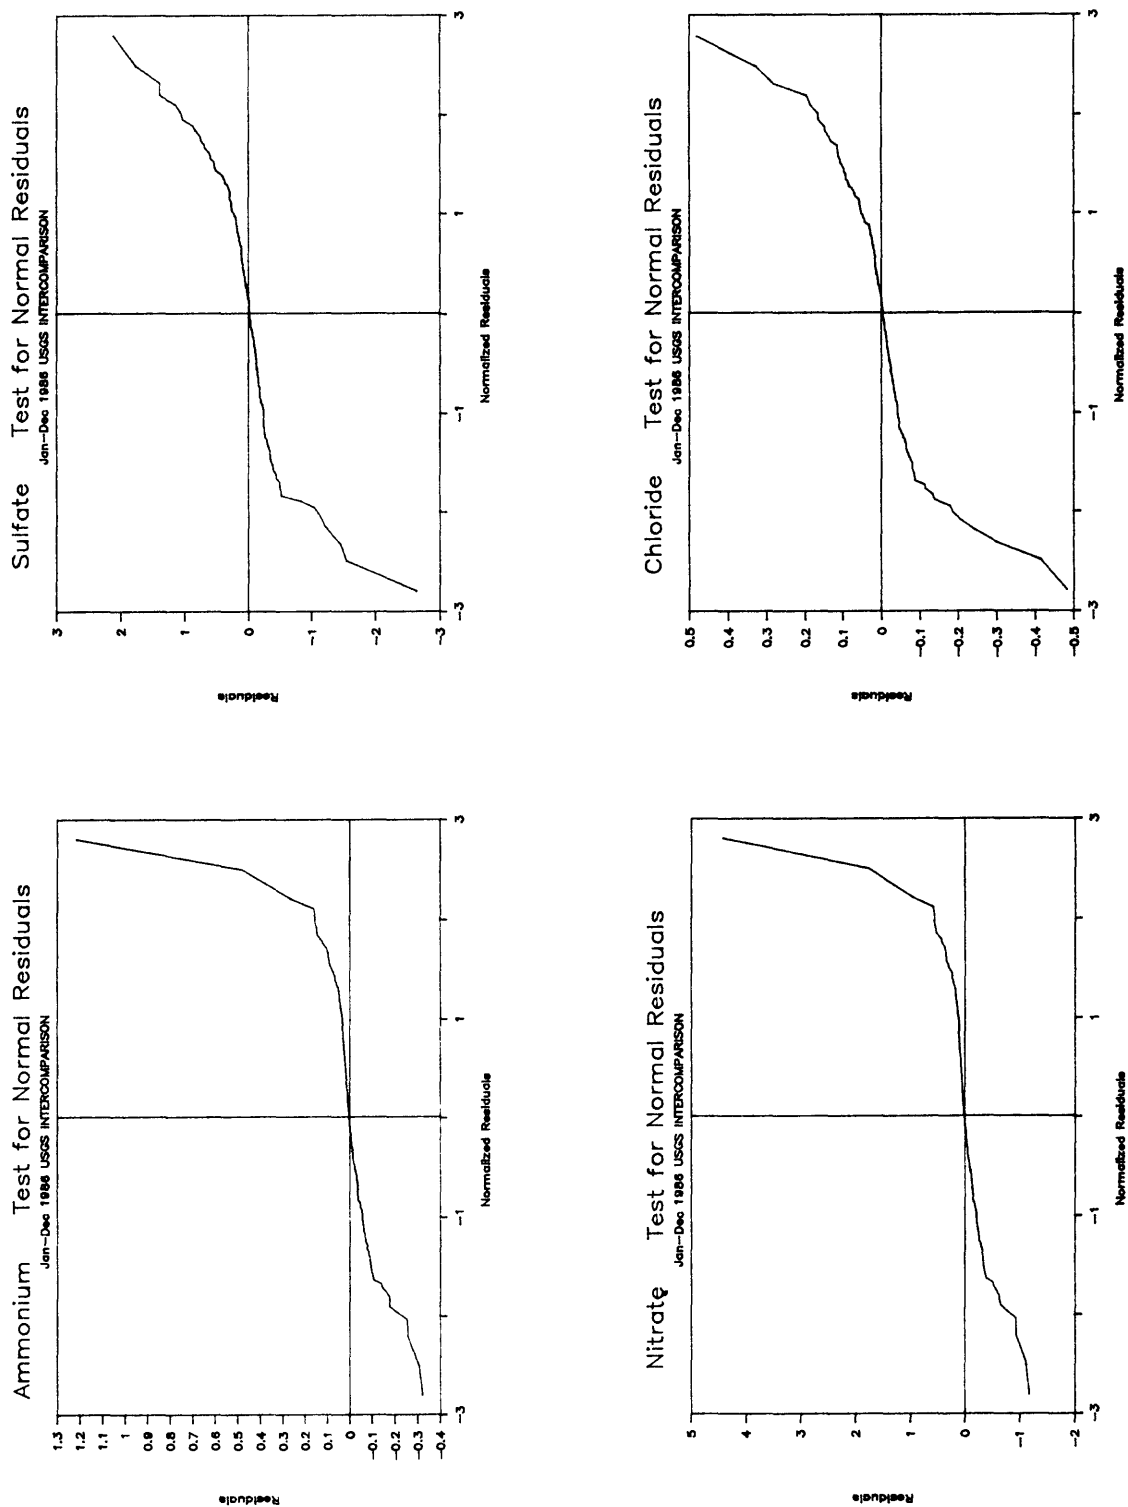 Ammonium Test for Normal Residuals
Jan-Dec 1986 USGS INTERCOMPARISON
Residuals
1.3
1.2
1.1
1
0.9
0.8
0.7
0.6
0.5
0.4
0.3
0.2
0.1
0
-0.1
-0.2
-0.3
-0.4
-3 -1 1 3
Normalized Residuals
Sulfate Test for Normal Residuals
Jan-Dec 1986 USGS INTERCOMPARISON
Residuals
3
2
1
0
-1
-2
-3
-3 -1 1 3
Normalized Residuals
Nitrate Test for Normal Residuals
Jan-Dec 1986 USGS INTERCOMPARISON
Residuals
5
4
3
2
1
0
-1
-2
-3 -1 1 3
Normalized Residuals
Chloride Test for Normal Residuals
Jan-Dec 1986 USGS INTERCOMPARISON
Residuals
0.5
0.4
0.3
0.2
0.1
0
-0.1
-0.2
-0.3
-0.4
-0.5
-3 -1 1 3
Normalized Residuals